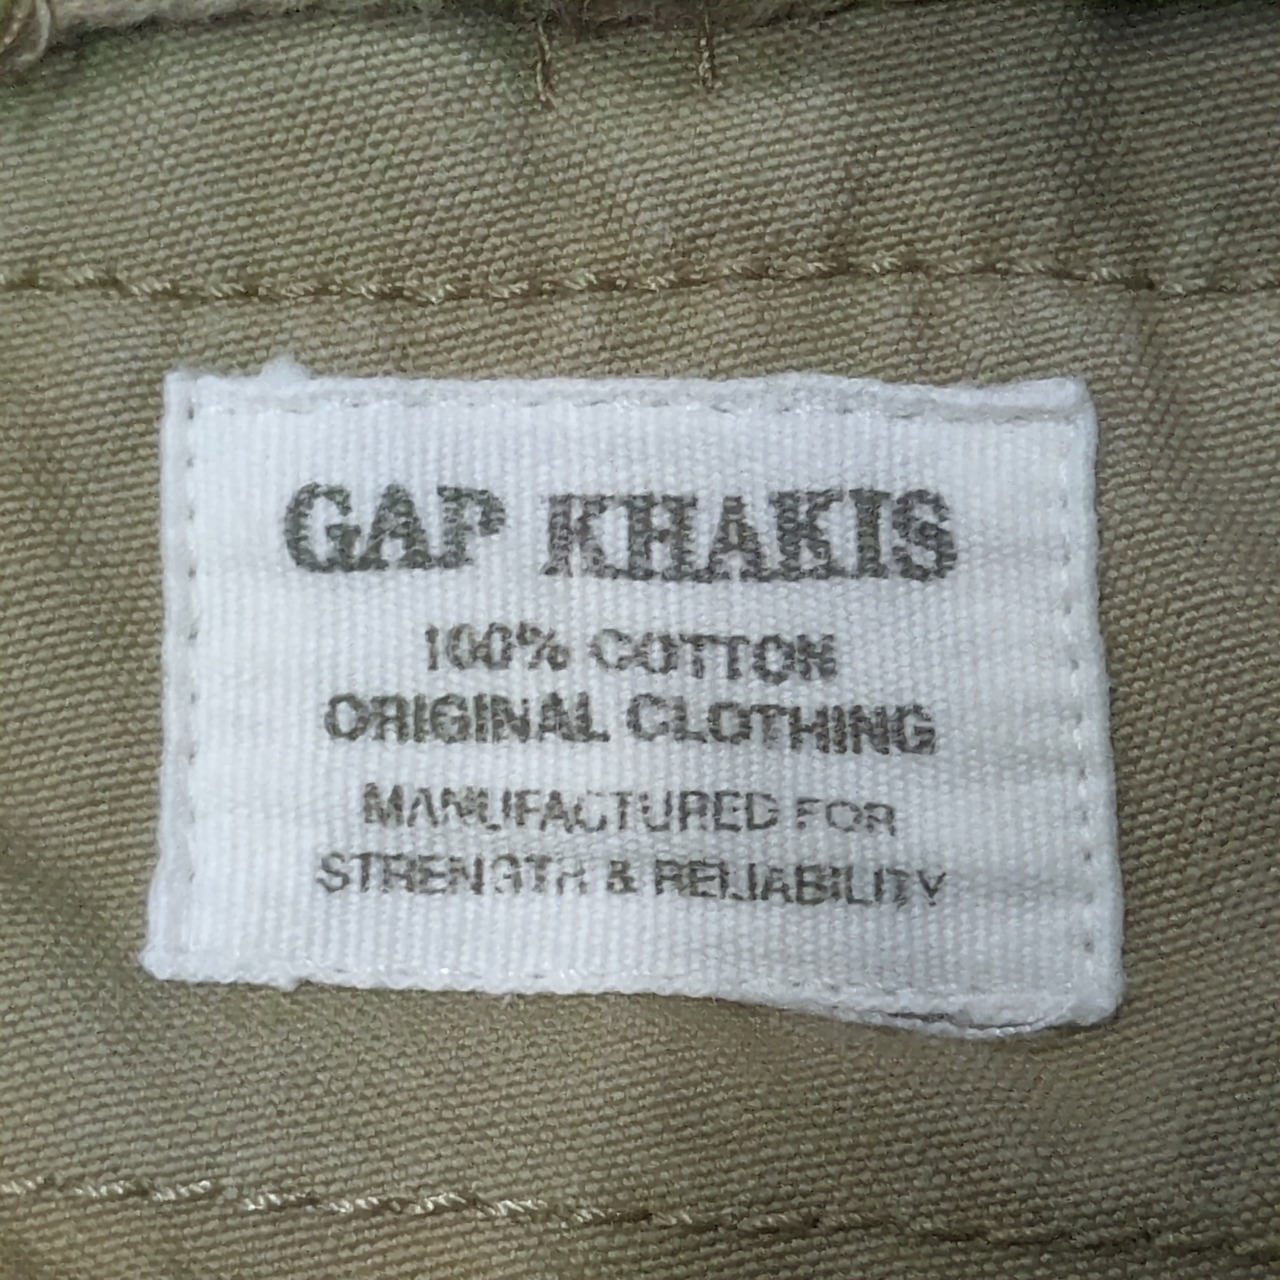 GAP KHAKIS
100% COTTON
ORIGINAL CLOTHING
MANUFACTURED FOR
STRENGTH & RELIABILITY